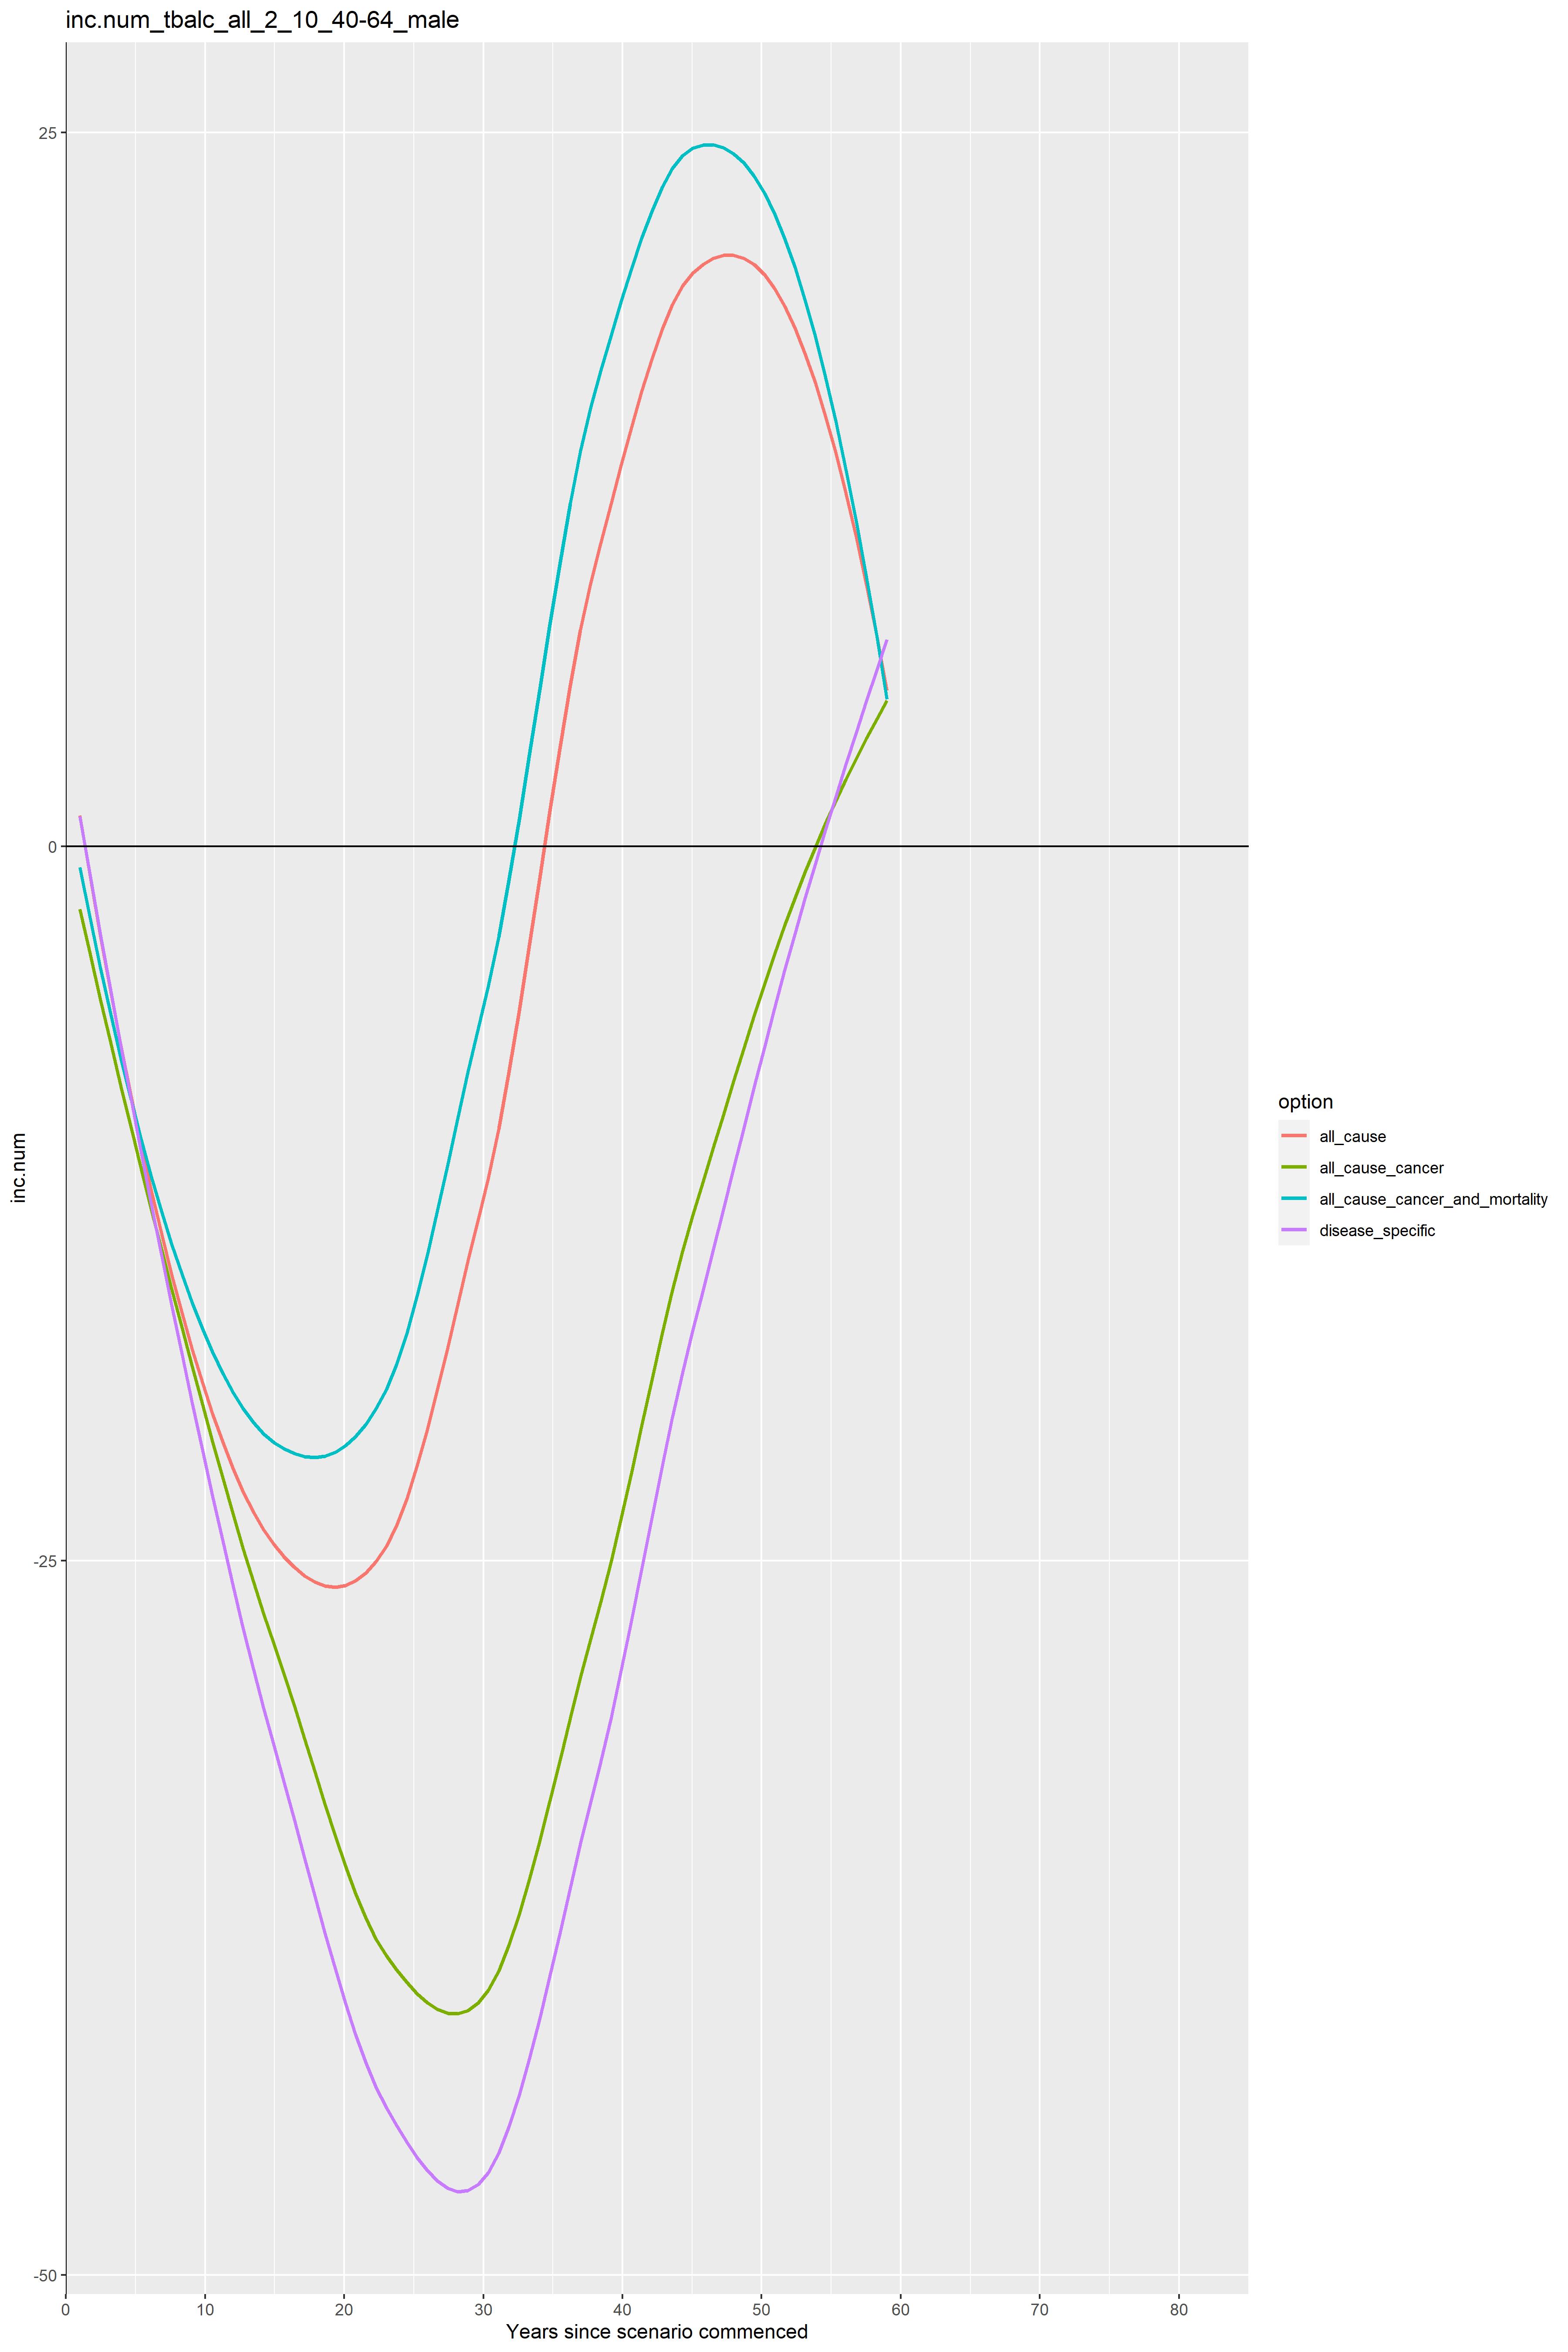 inc.num_tbalc_all_2_10_40-64_male
25
0
-25
-50
inc.num
0 10 20 30 40 50 60 70 80
Years since scenario commenced
option
all_cause
all_cause_cancer
all_cause_cancer_and_mortality
disease_specific